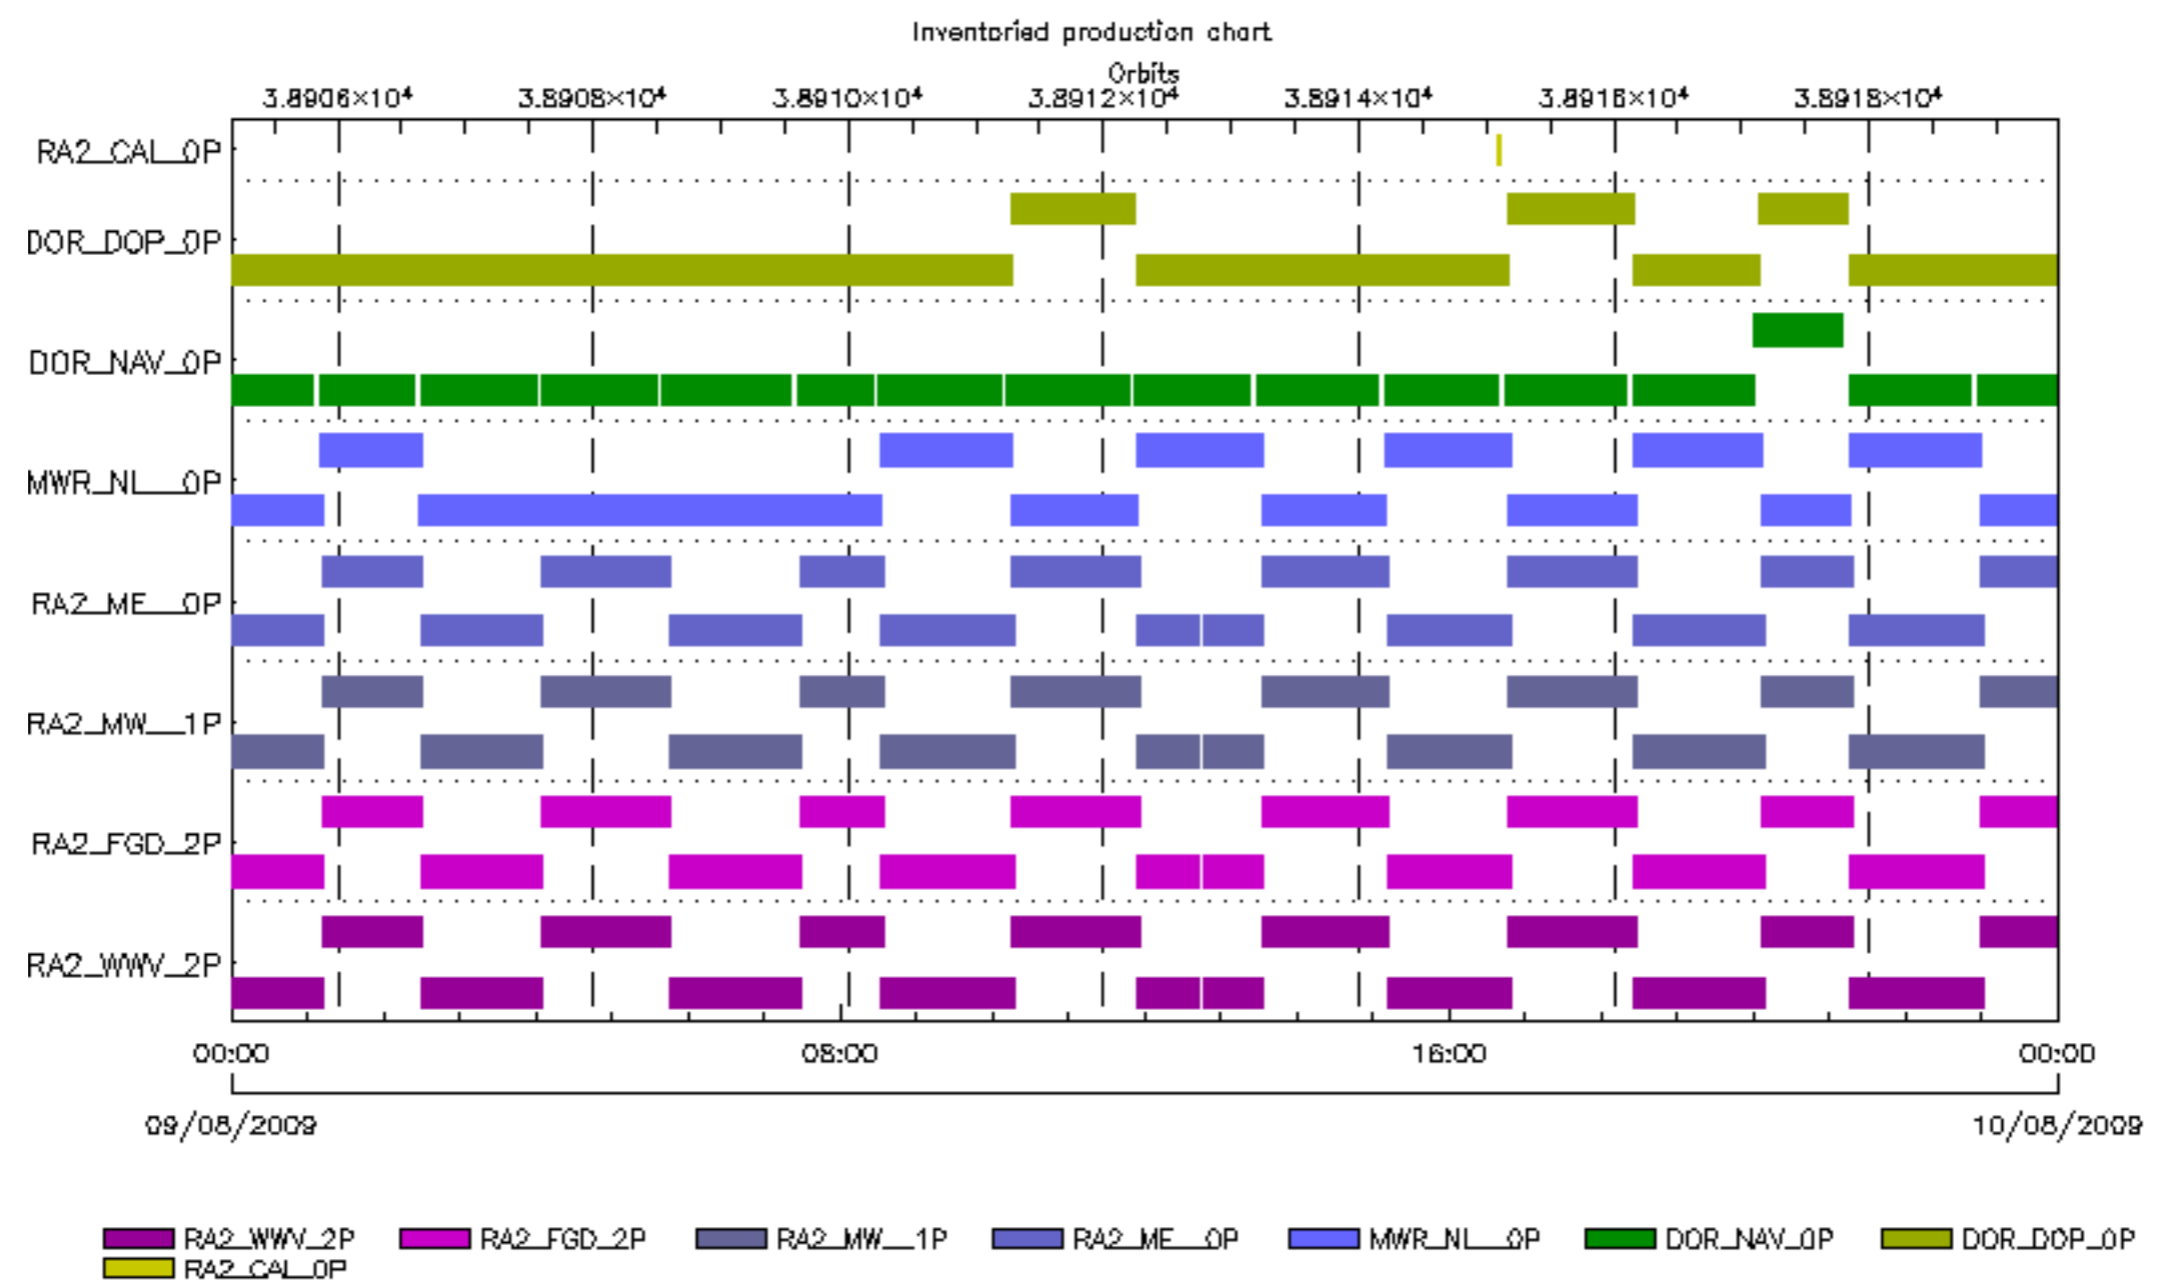 Inventoried production chart
Orbits
3.8906×10⁴ 3.8908×10⁴ 3.8910×10⁴ 3.8912×10⁴ 3.8914×10⁴ 3.8916×10⁴ 3.8918×10⁴
RA2_CAL_0P
DOR_DOP_0P
DOR_NAV_0P
MWR_NL__0P
RA2_ME__0P
RA2_MW__1P
RA2_FGD_2P
RA2_WWV_2P
00:00 08:00 16:00 00:00
09/08/2009 10/08/2009
RA2_WWV_2P RA2_FGD_2P RA2_MW__1P RA2_ME__0P MWR_NL__0P DOR_NAV_0P DOR_DOP_0P
RA2_CAL_0P